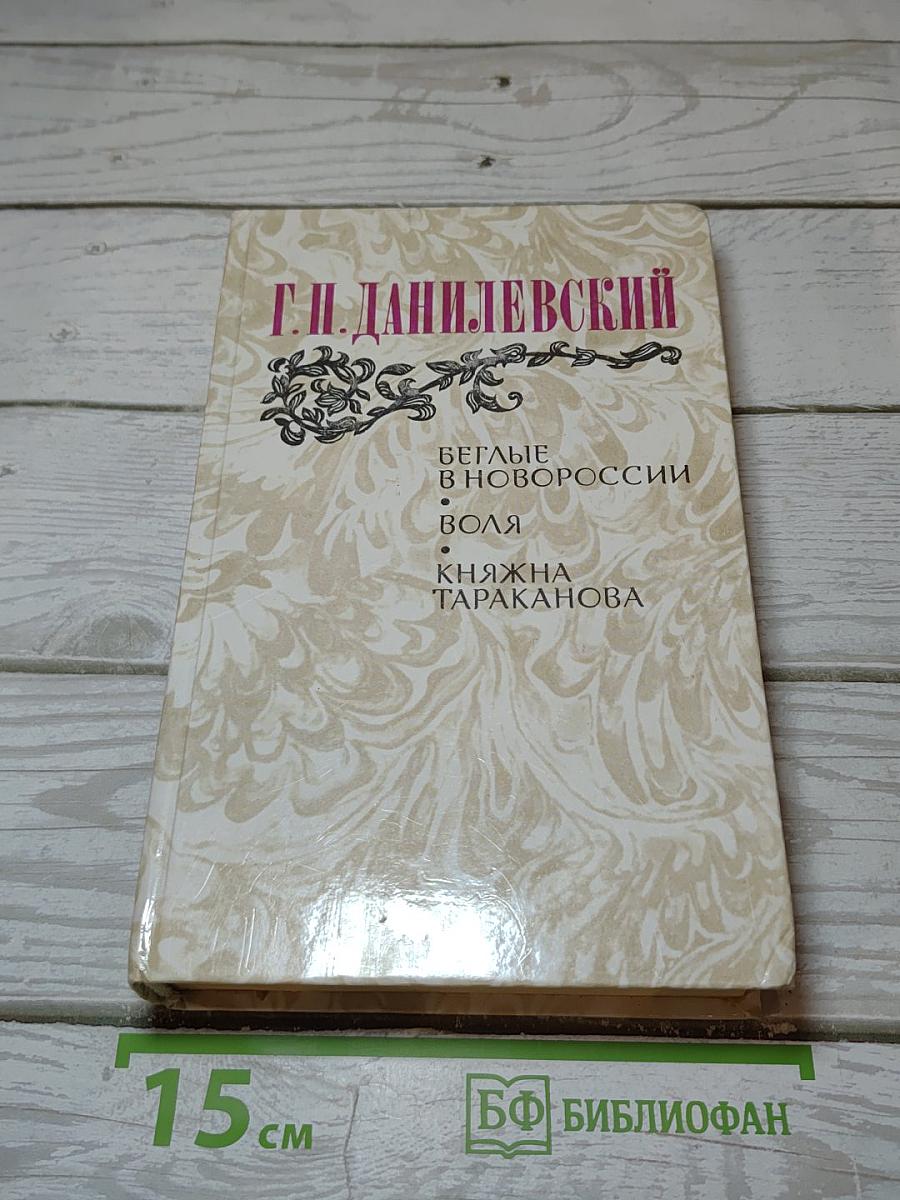 Г.П.ДАНИЛЕВСКИЙ
БЕГЛЫЕ
В НОВОРОССИИ
•
ВОЛЯ
•
КНЯЖНА
ТАРАКАНОВА
15 см
БФ БИБЛИОФАН